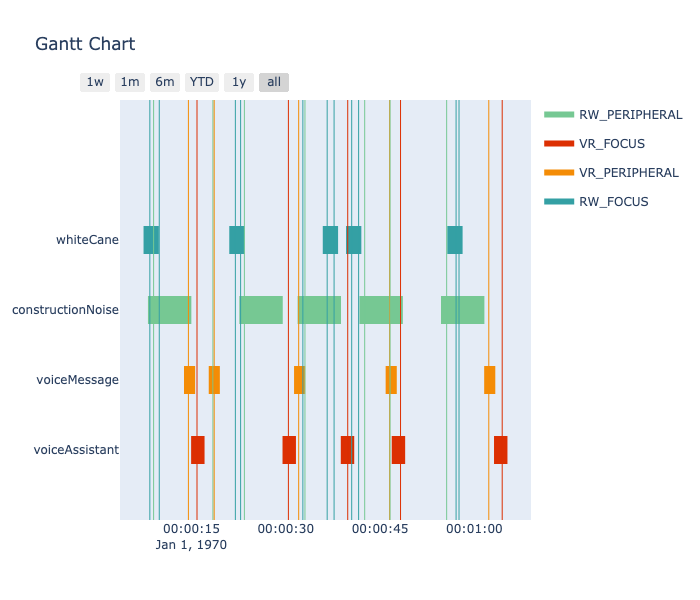 Gantt Chart
1w 1m 6m YTD 1y all
RW_PERIPHERAL
VR_FOCUS
VR_PERIPHERAL
RW_FOCUS
whiteCane
constructionNoise
voiceMessage
voiceAssistant
00:00:15 00:00:30 00:00:45 00:01:00
Jan 1, 1970